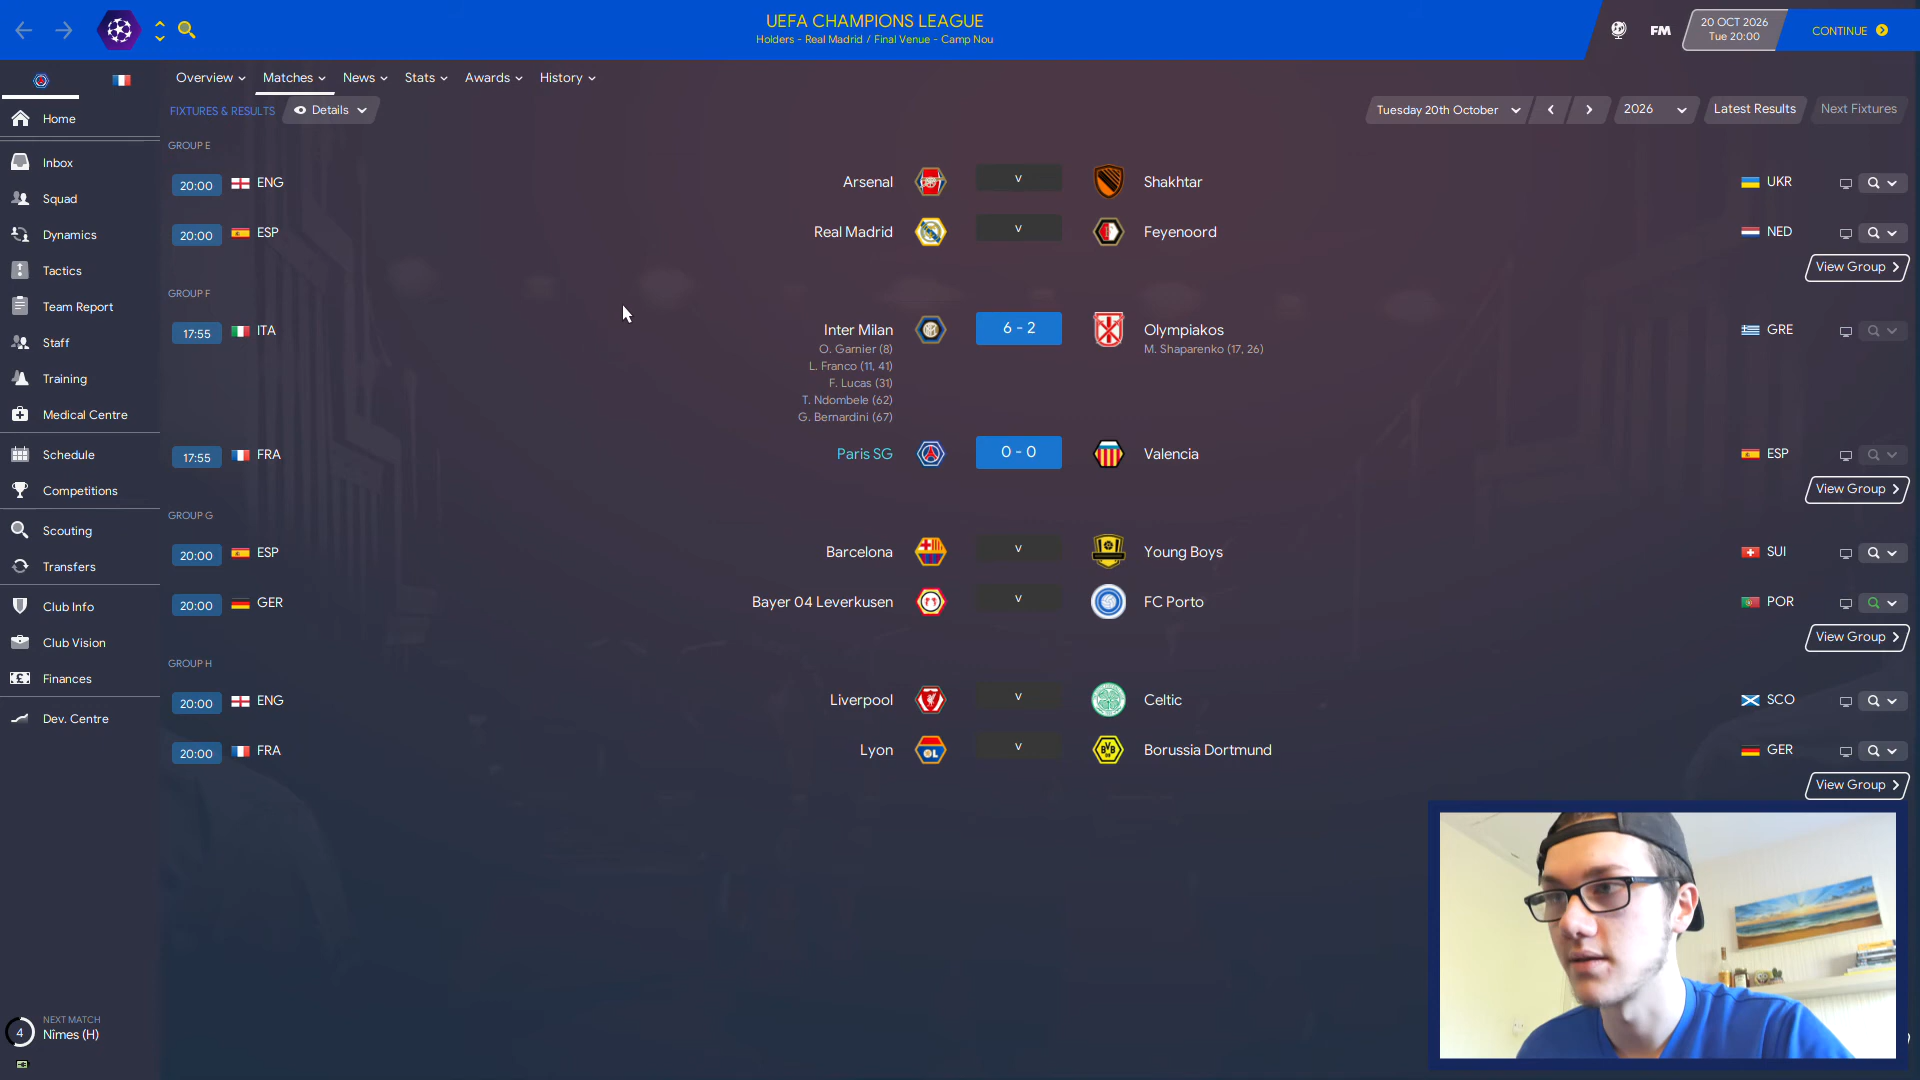 UEFA CHAMPIONS LEAGUE
Holders - Real Madrid / Final Venue - Camp Nou
FM
20 OCT 2026
Tue 20:00
CONTINUE
Overview
Matches
News
Stats
Awards
History
FIXTURES & RESULTS
Details
Tuesday 20th October
2026
Latest Results
Next Fixtures
Home
Inbox
Squad
Dynamics
Tactics
Team Report
Staff
Training
Medical Centre
Schedule
Competitions
Scouting
Transfers
Club Info
Club Vision
Finances
Dev. Centre
4
NEXT MATCH
Nîmes (H)
GROUP E
20:00 ENG Arsenal v Shakhtar UKR
20:00 ESP Real Madrid v Feyenoord NED
View Group
GROUP F
17:55 ITA Inter Milan 6 - 2 Olympiakos GRE
O. Garnier (8) M. Shaparenko (17, 26)
L. Franco (11, 41)
F. Lucas (31)
T. Ndombele (62)
G. Bernardini (67)
17:55 FRA Paris SG 0 - 0 Valencia ESP
View Group
GROUP G
20:00 ESP Barcelona v Young Boys SUI
20:00 GER Bayer 04 Leverkusen v FC Porto POR
View Group
GROUP H
20:00 ENG Liverpool v Celtic SCO
20:00 FRA Lyon OL v BVB Borussia Dortmund GER
View Group